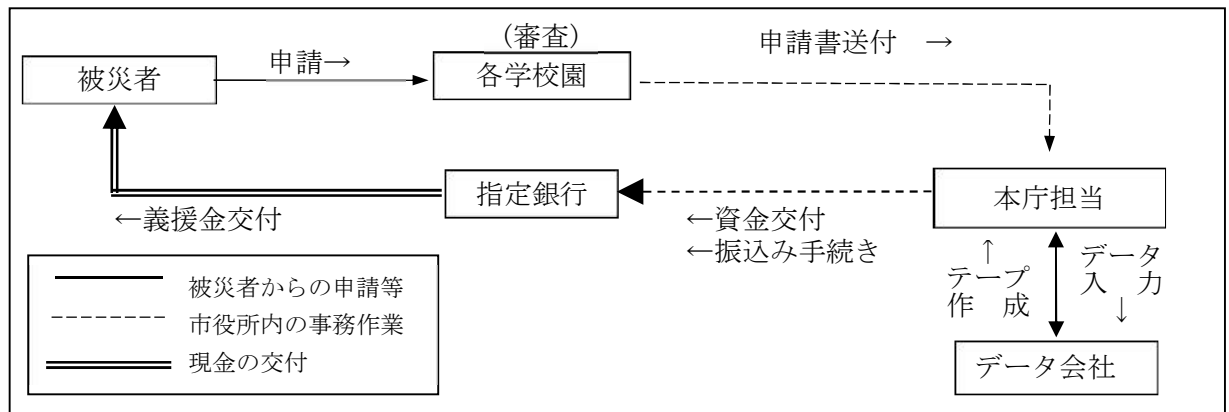 (審査)
申請書送付 →
申請→
被災者
各学校園
指定銀行
本庁担当
←義援金交付
←資金交付
←振込み手続き
↑
テープ
作 成
データ
入 力
↓
被災者からの申請等
市役所内の事務作業
現金の交付
データ会社